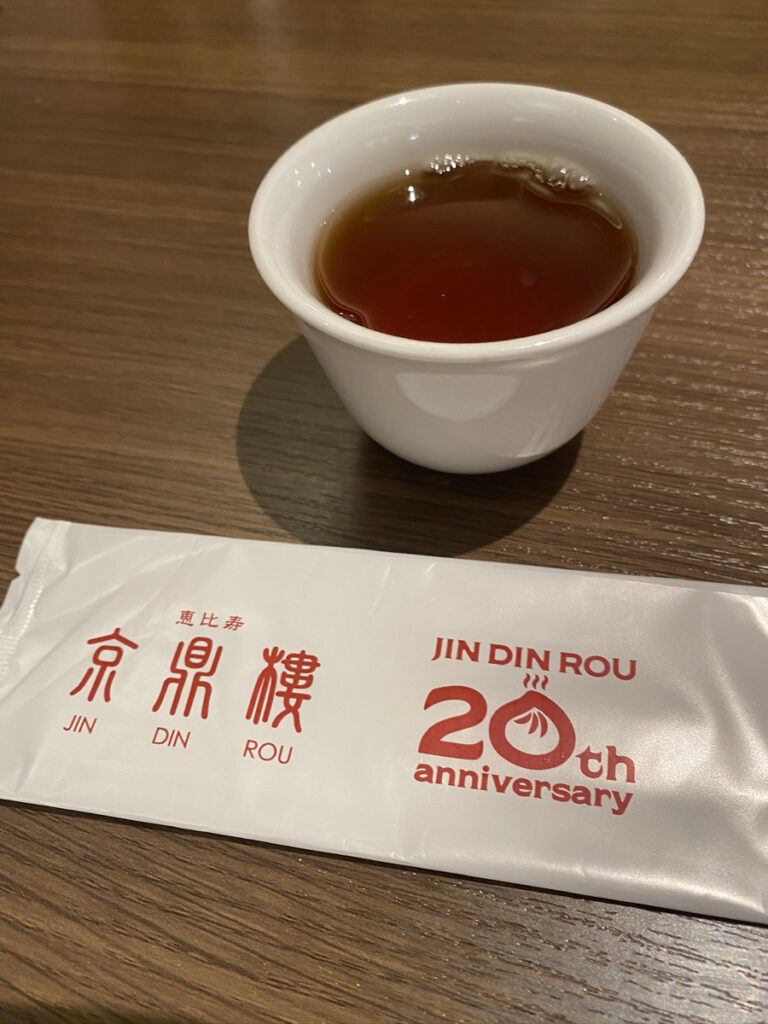 恵比寿
京鼎樓
JIN DIN ROU
JIN DIN ROU
20th
anniversary